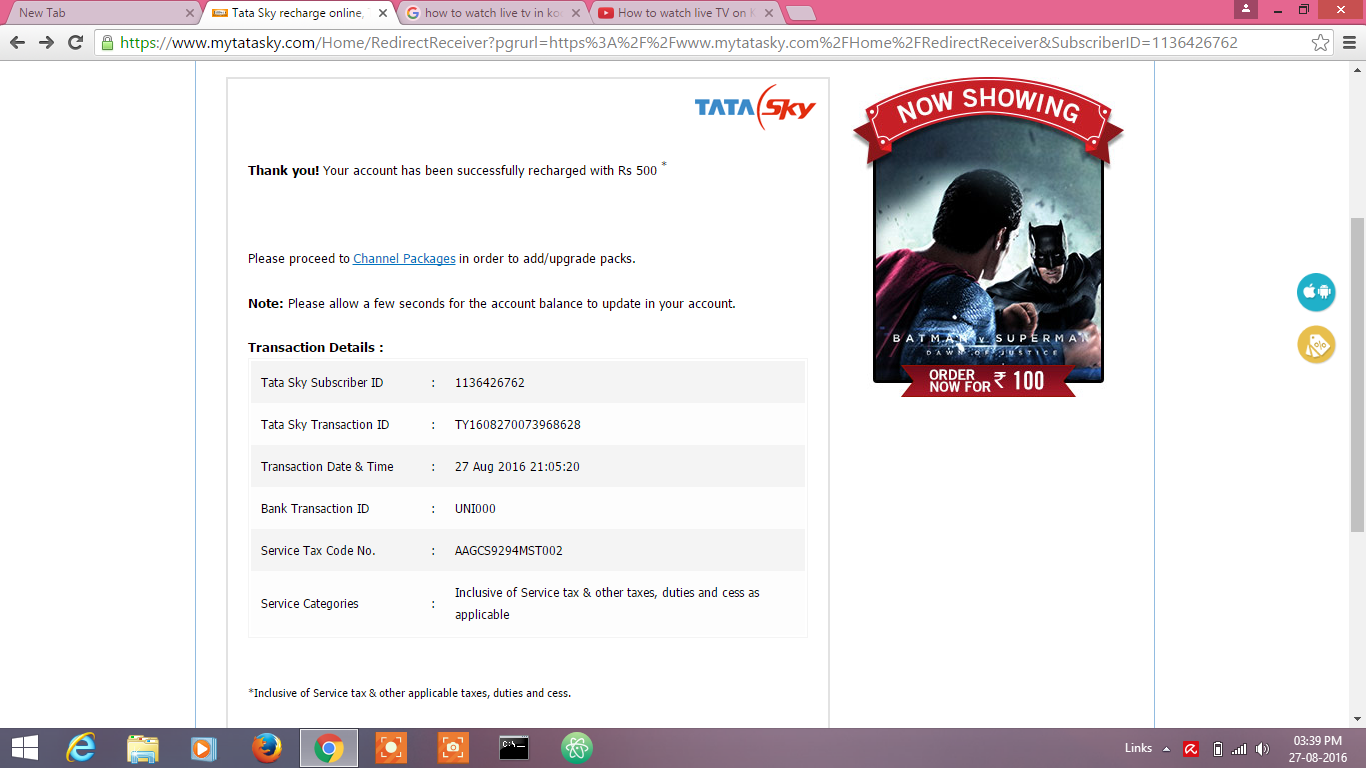 New Tab
Tata Sky recharge online,
how to watch live tv in ko
How to watch live TV on K
https://www.mytatasky.com/Home/RedirectReceiver?pgrurl=https%3A%2F%2Fwww.mytatasky.com%2FHome%2FRedirectReceiver&SubscriberID=1136426762
TATA Sky
Thank you! Your account has been successfully recharged with Rs 500 *
Please proceed to Channel Packages in order to add/upgrade packs.
Note: Please allow a few seconds for the account balance to update in your account.
Transaction Details :
Tata Sky Subscriber ID : 1136426762
Tata Sky Transaction ID : TY1608270073968628
Transaction Date & Time : 27 Aug 2016 21:05:20
Bank Transaction ID : UNI000
Service Tax Code No. : AAGCS9294MST002
Service Categories : Inclusive of Service tax & other taxes, duties and cess as
applicable
*Inclusive of Service tax & other applicable taxes, duties and cess.
NOW SHOWING
BATMAN v SUPERMAN
DAWN OF JUSTICE
ORDER
NOW FOR ₹ 100
Links
03:39 PM
27-08-2016